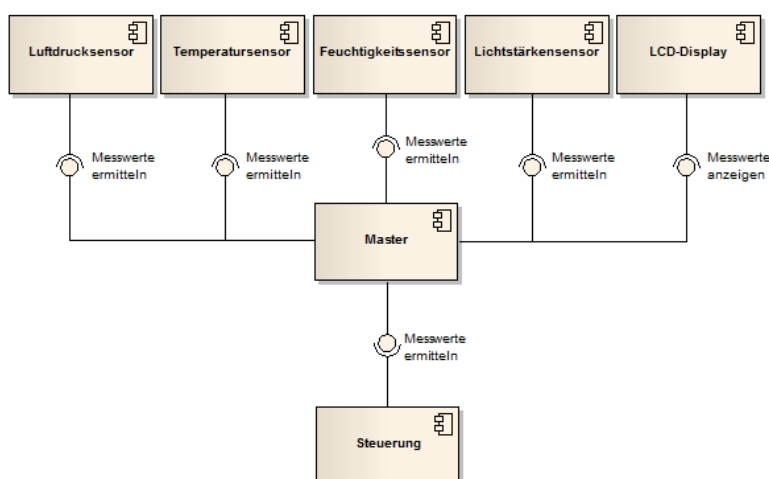 Luftdrucksensor
Temperatursensor
Feuchtigkeitssensor
Lichtstärkensensor
LCD-Display
Messwerte
ermitteln
Messwerte
ermitteln
Messwerte
ermitteln
Messwerte
ermitteln
Messwerte
anzeigen
Master
Messwerte
ermitteln
Steuerung